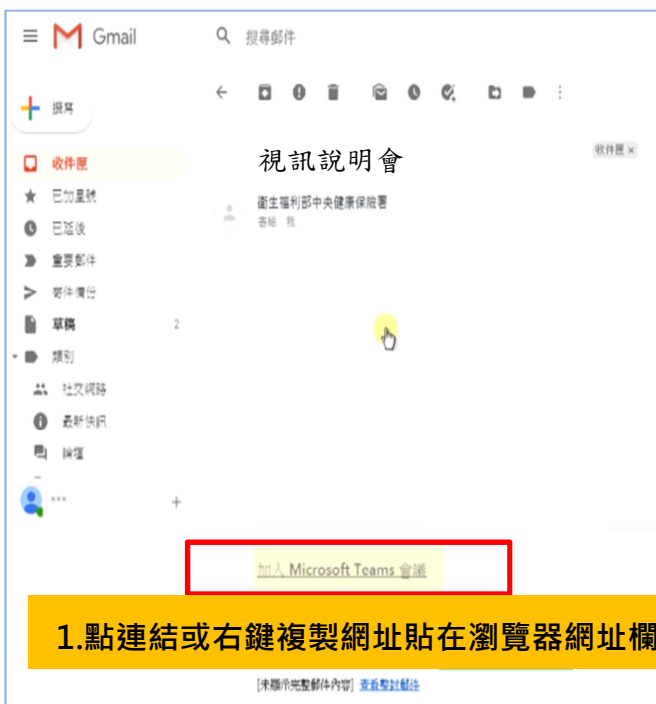 Gmail
搜尋郵件
撰寫
收件匣
已加星號
已延後
重要郵件
寄件備份
草稿 2
類別
社交網路
最新快訊
論壇
視訊說明會
收件匣 ×
衛生福利部中央健康保險署
寄給 我
加入 Microsoft Teams 會議
1.點連結或右鍵複製網址貼在瀏覽器網址欄
[未顯示完整郵件內容] 查看整封郵件